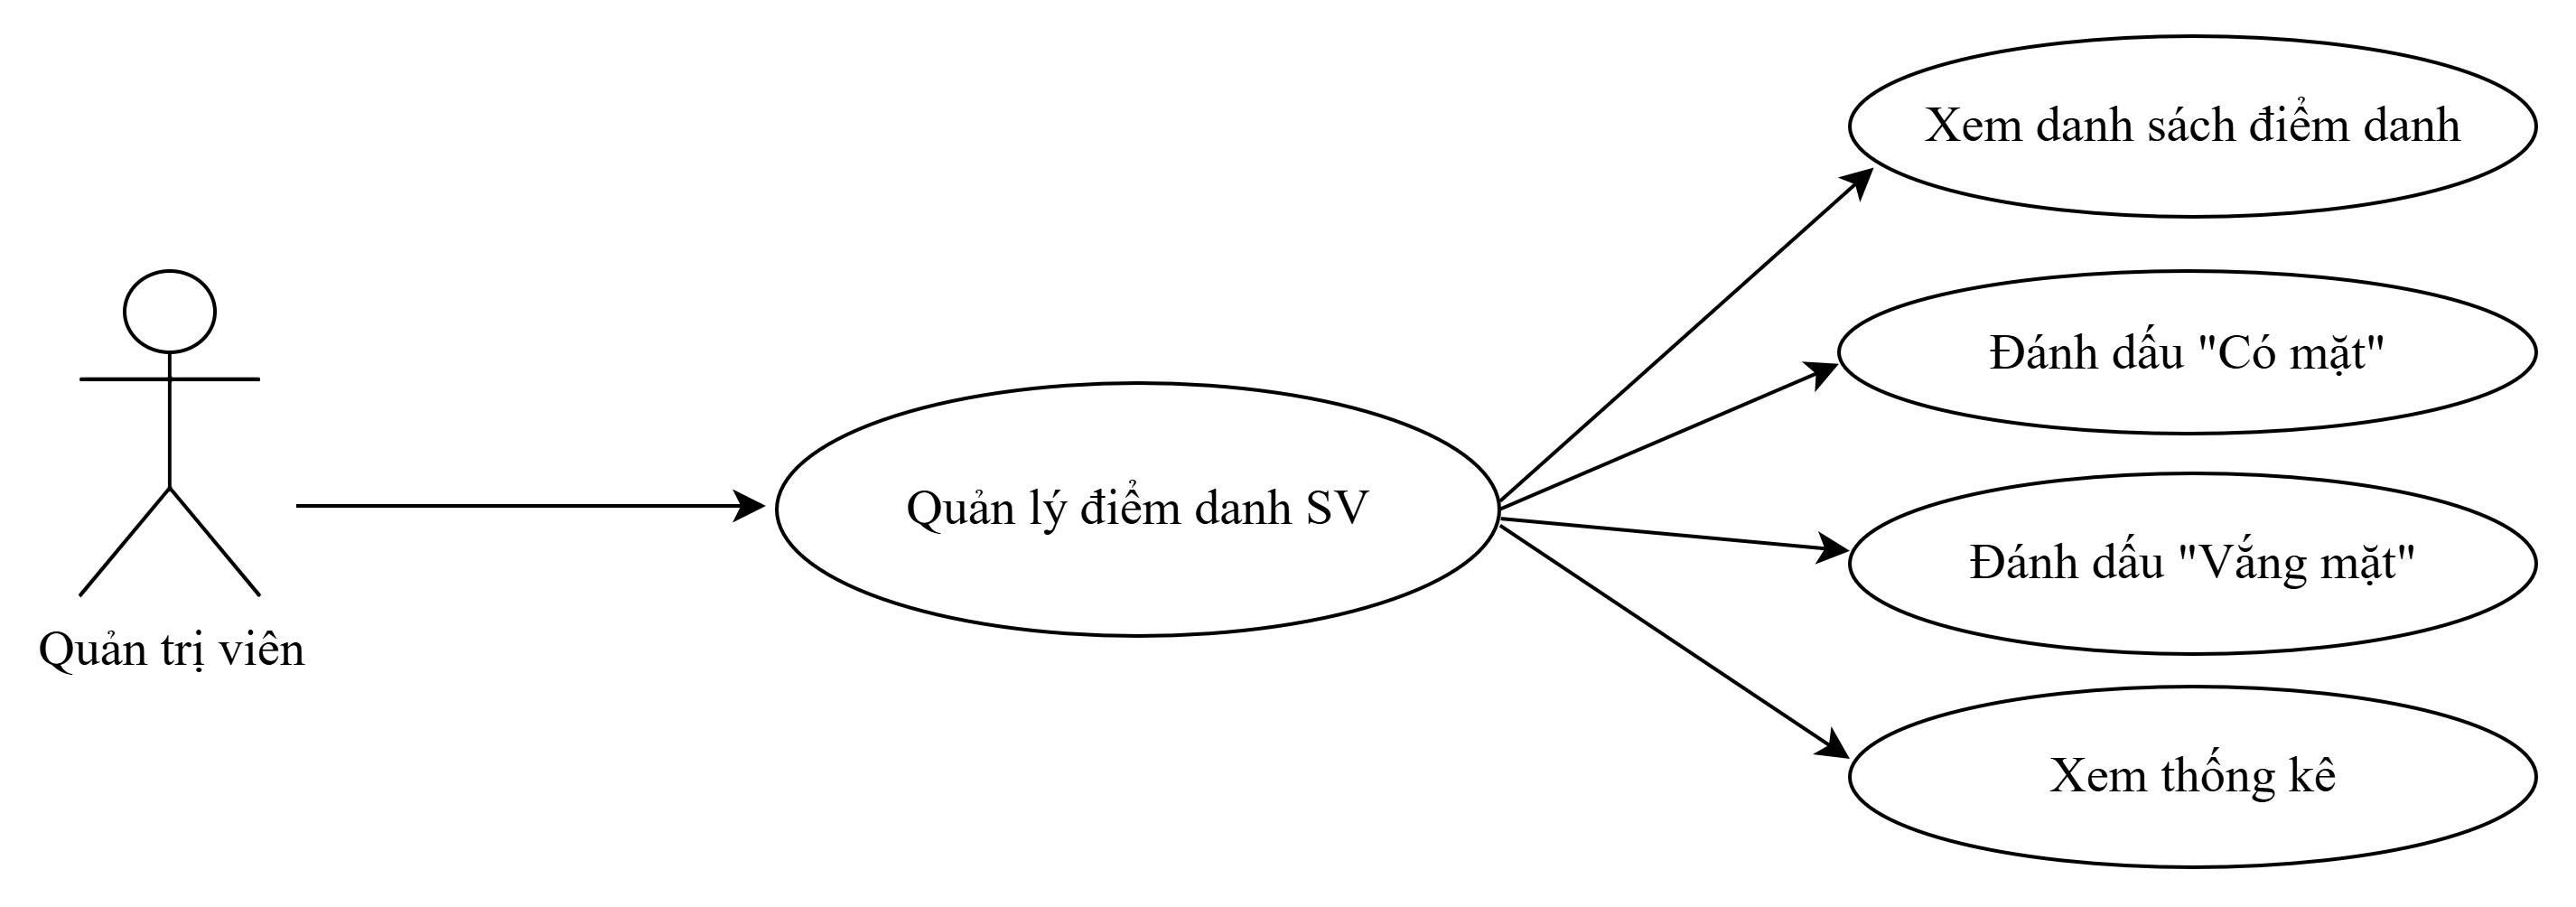 Quản trị viên
Quản lý điểm danh SV
Xem danh sách điểm danh
Đánh dấu "Có mặt"
Đánh dấu "Vắng mặt"
Xem thống kê